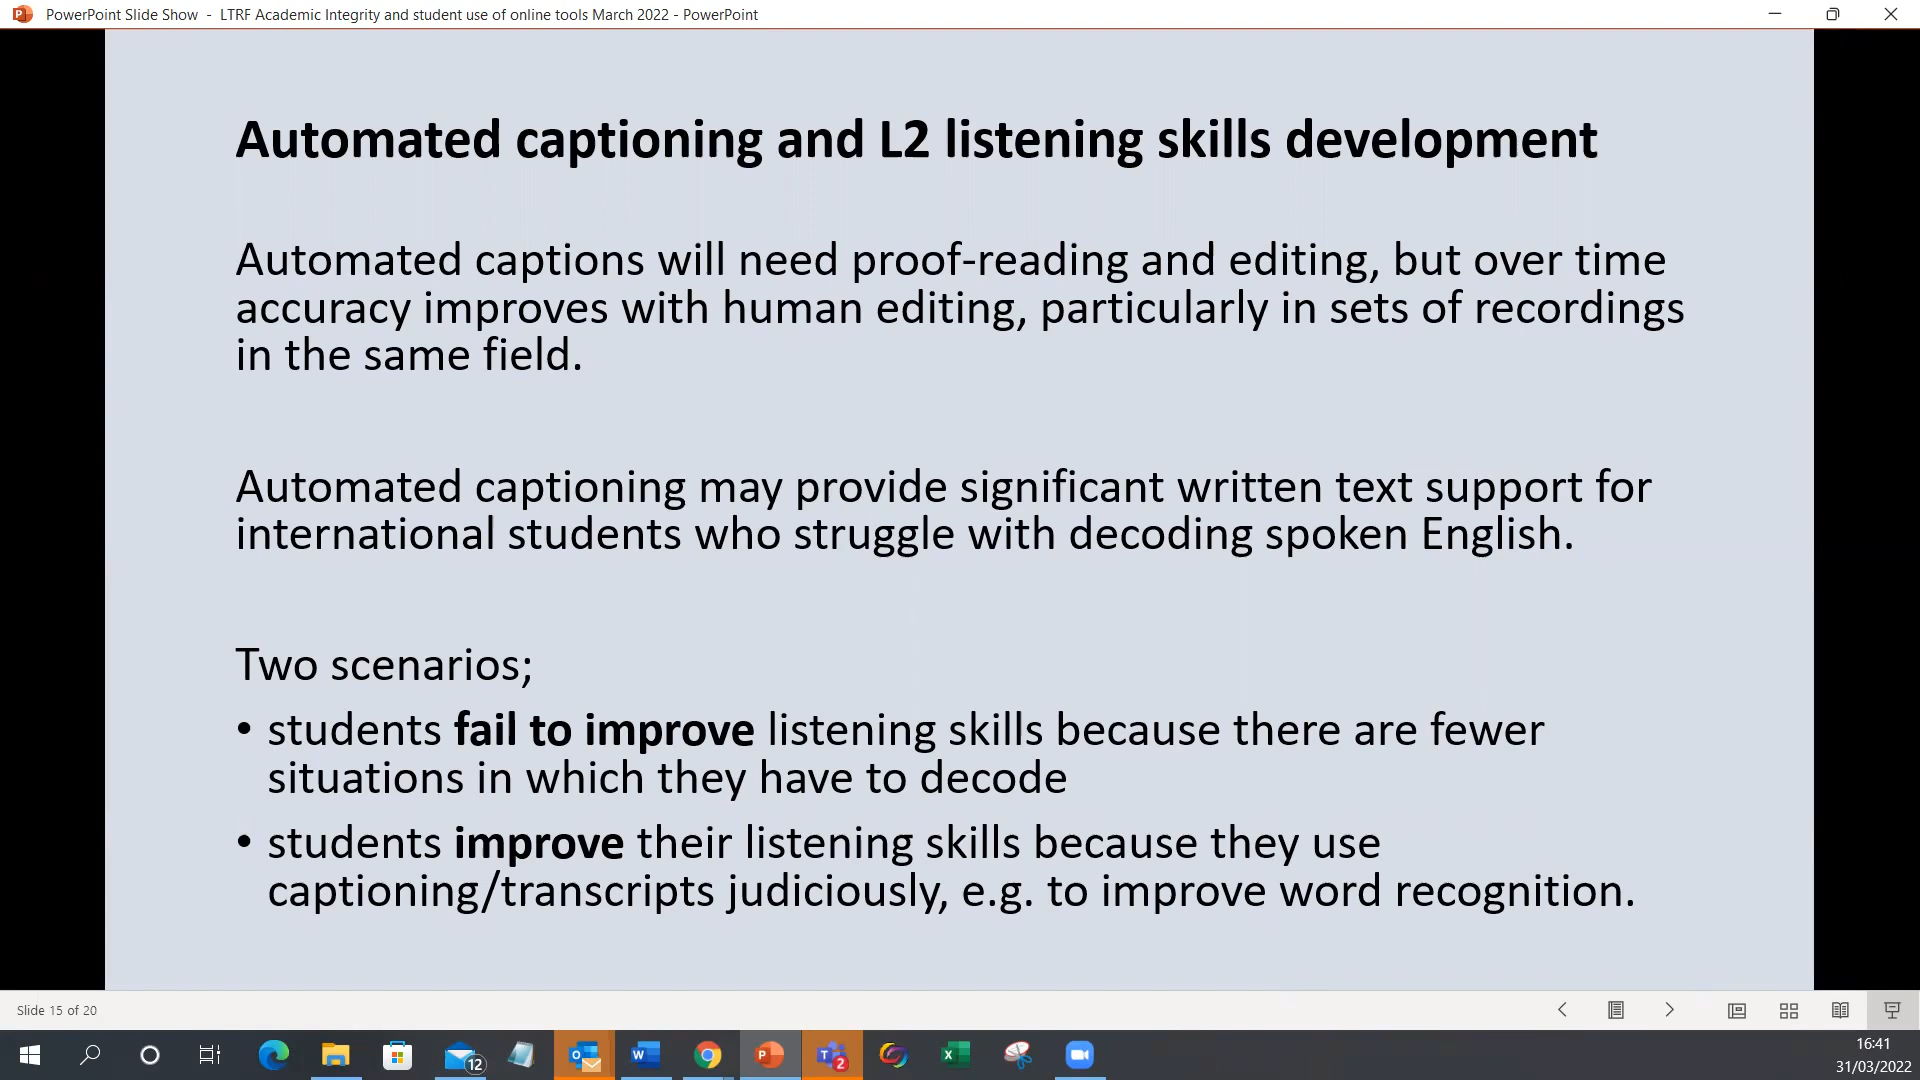 PowerPoint Slide Show - LTRF Academic Integrity and student use of online tools March 2022 - PowerPoint
Automated captioning and L2 listening skills development
Automated captions will need proof-reading and editing, but over time
accuracy improves with human editing, particularly in sets of recordings
in the same field.
Automated captioning may provide significant written text support for
international students who struggle with decoding spoken English.
Two scenarios;
• students fail to improve listening skills because there are fewer
situations in which they have to decode
• students improve their listening skills because they use
captioning/transcripts judiciously, e.g. to improve word recognition.
Slide 15 of 20
12
2
16:41
31/03/2022